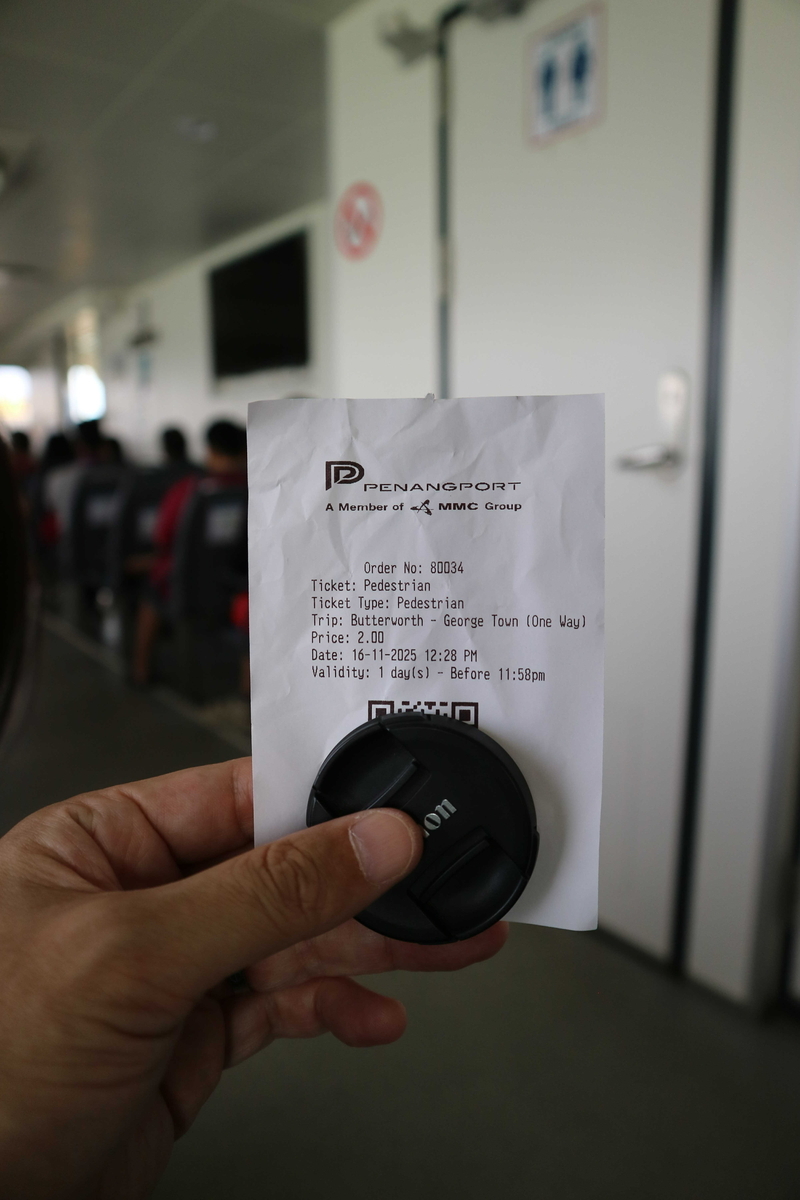 PENANGPORT
A Member of MMC Group
Order No: 80034
Ticket: Pedestrian
Ticket Type: Pedestrian
Trip: Butterworth - George Town (One Way)
Price: 2.00
Date: 16-11-2025 12:28 PM
Validity: 1 day(s) - Before 11:58pm